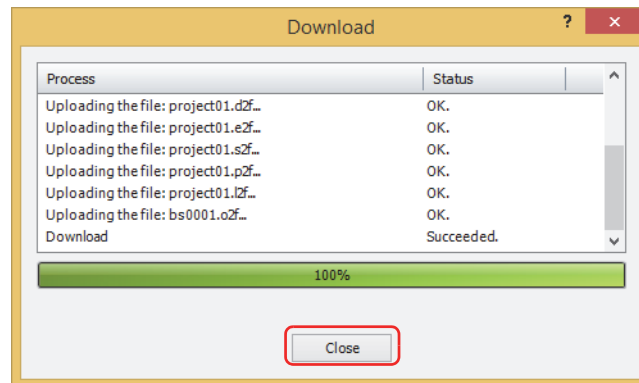 Download ? ×
Process Status
Uploading the file: project01.d2f... OK.
Uploading the file: project01.e2f... OK.
Uploading the file: project01.s2f... OK.
Uploading the file: project01.p2f... OK.
Uploading the file: project01.l2f... OK.
Uploading the file: bs0001.o2f... OK.
Download Succeeded.
100%
Close